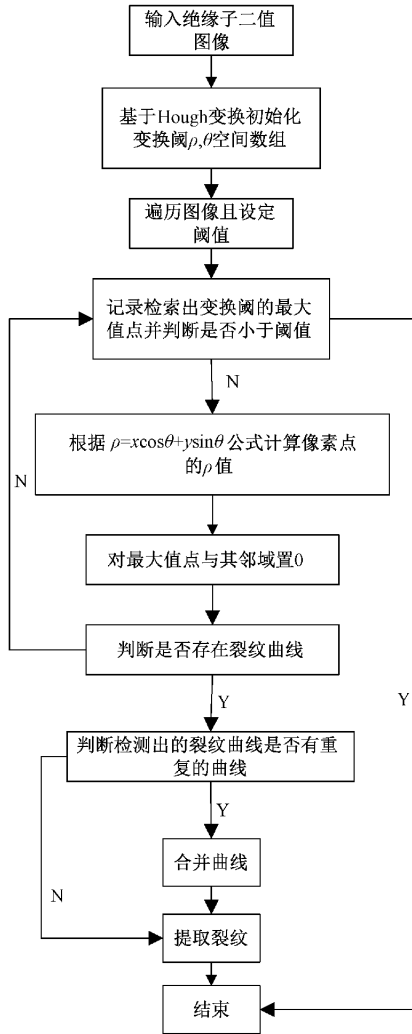 输入绝缘子二值
图像
基于Hough变换初始化
变换阈ρ,θ空间数组
遍历图像且设定
阈值
记录检索出变换阈的最大
值点并判断是否小于阈值
N
根据 ρ=xcosθ+ysinθ 公式计算像素点
的ρ值
N
对最大值点与其邻域置0
判断是否存在裂纹曲线
Y
Y
判断检测出的裂纹曲线是否有重
复的曲线
Y
合并曲线
N
提取裂纹
结束